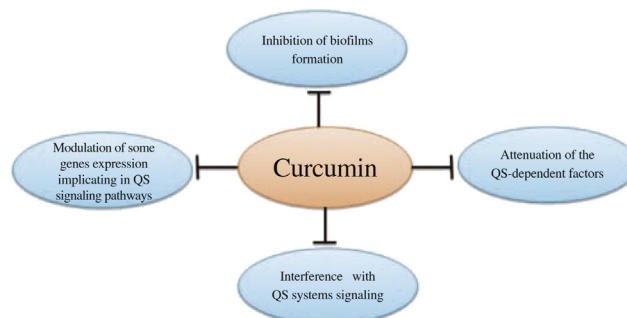 Inhibition of biofilms
formation
Modulation of some
genes expression
implicating in QS
signaling pathways
Curcumin
Attenuation of the
QS-dependent factors
Interference with
QS systems signaling